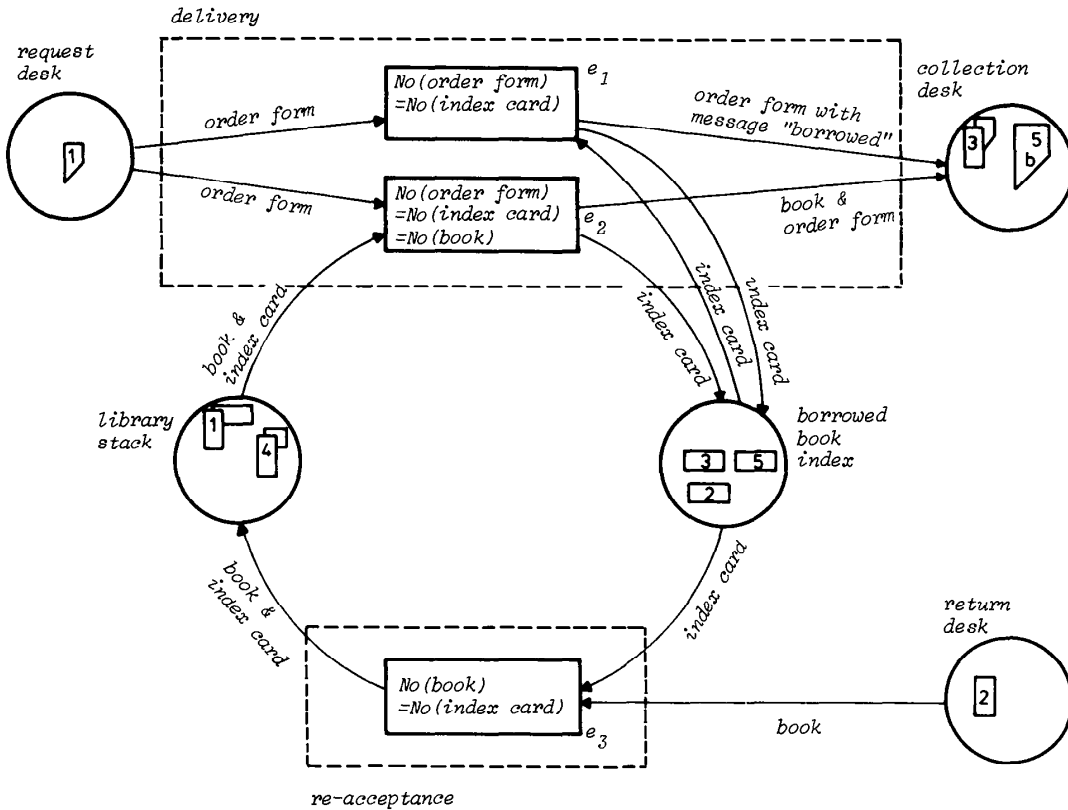 delivery
request
desk
1
order form
order form
No(order form)
=No(index card)
e1
No(order form)
=No(index card)
=No(book)
e2
order form with
message "borrowed"
book &
order form
collection
desk
3
5
b
book &
index card
index card
index card
index card
library
stack
1
4
borrowed
book
index
3
5
2
book &
index card
index card
No(book)
=No(index card)
e3
book
return
desk
2
re-acceptance